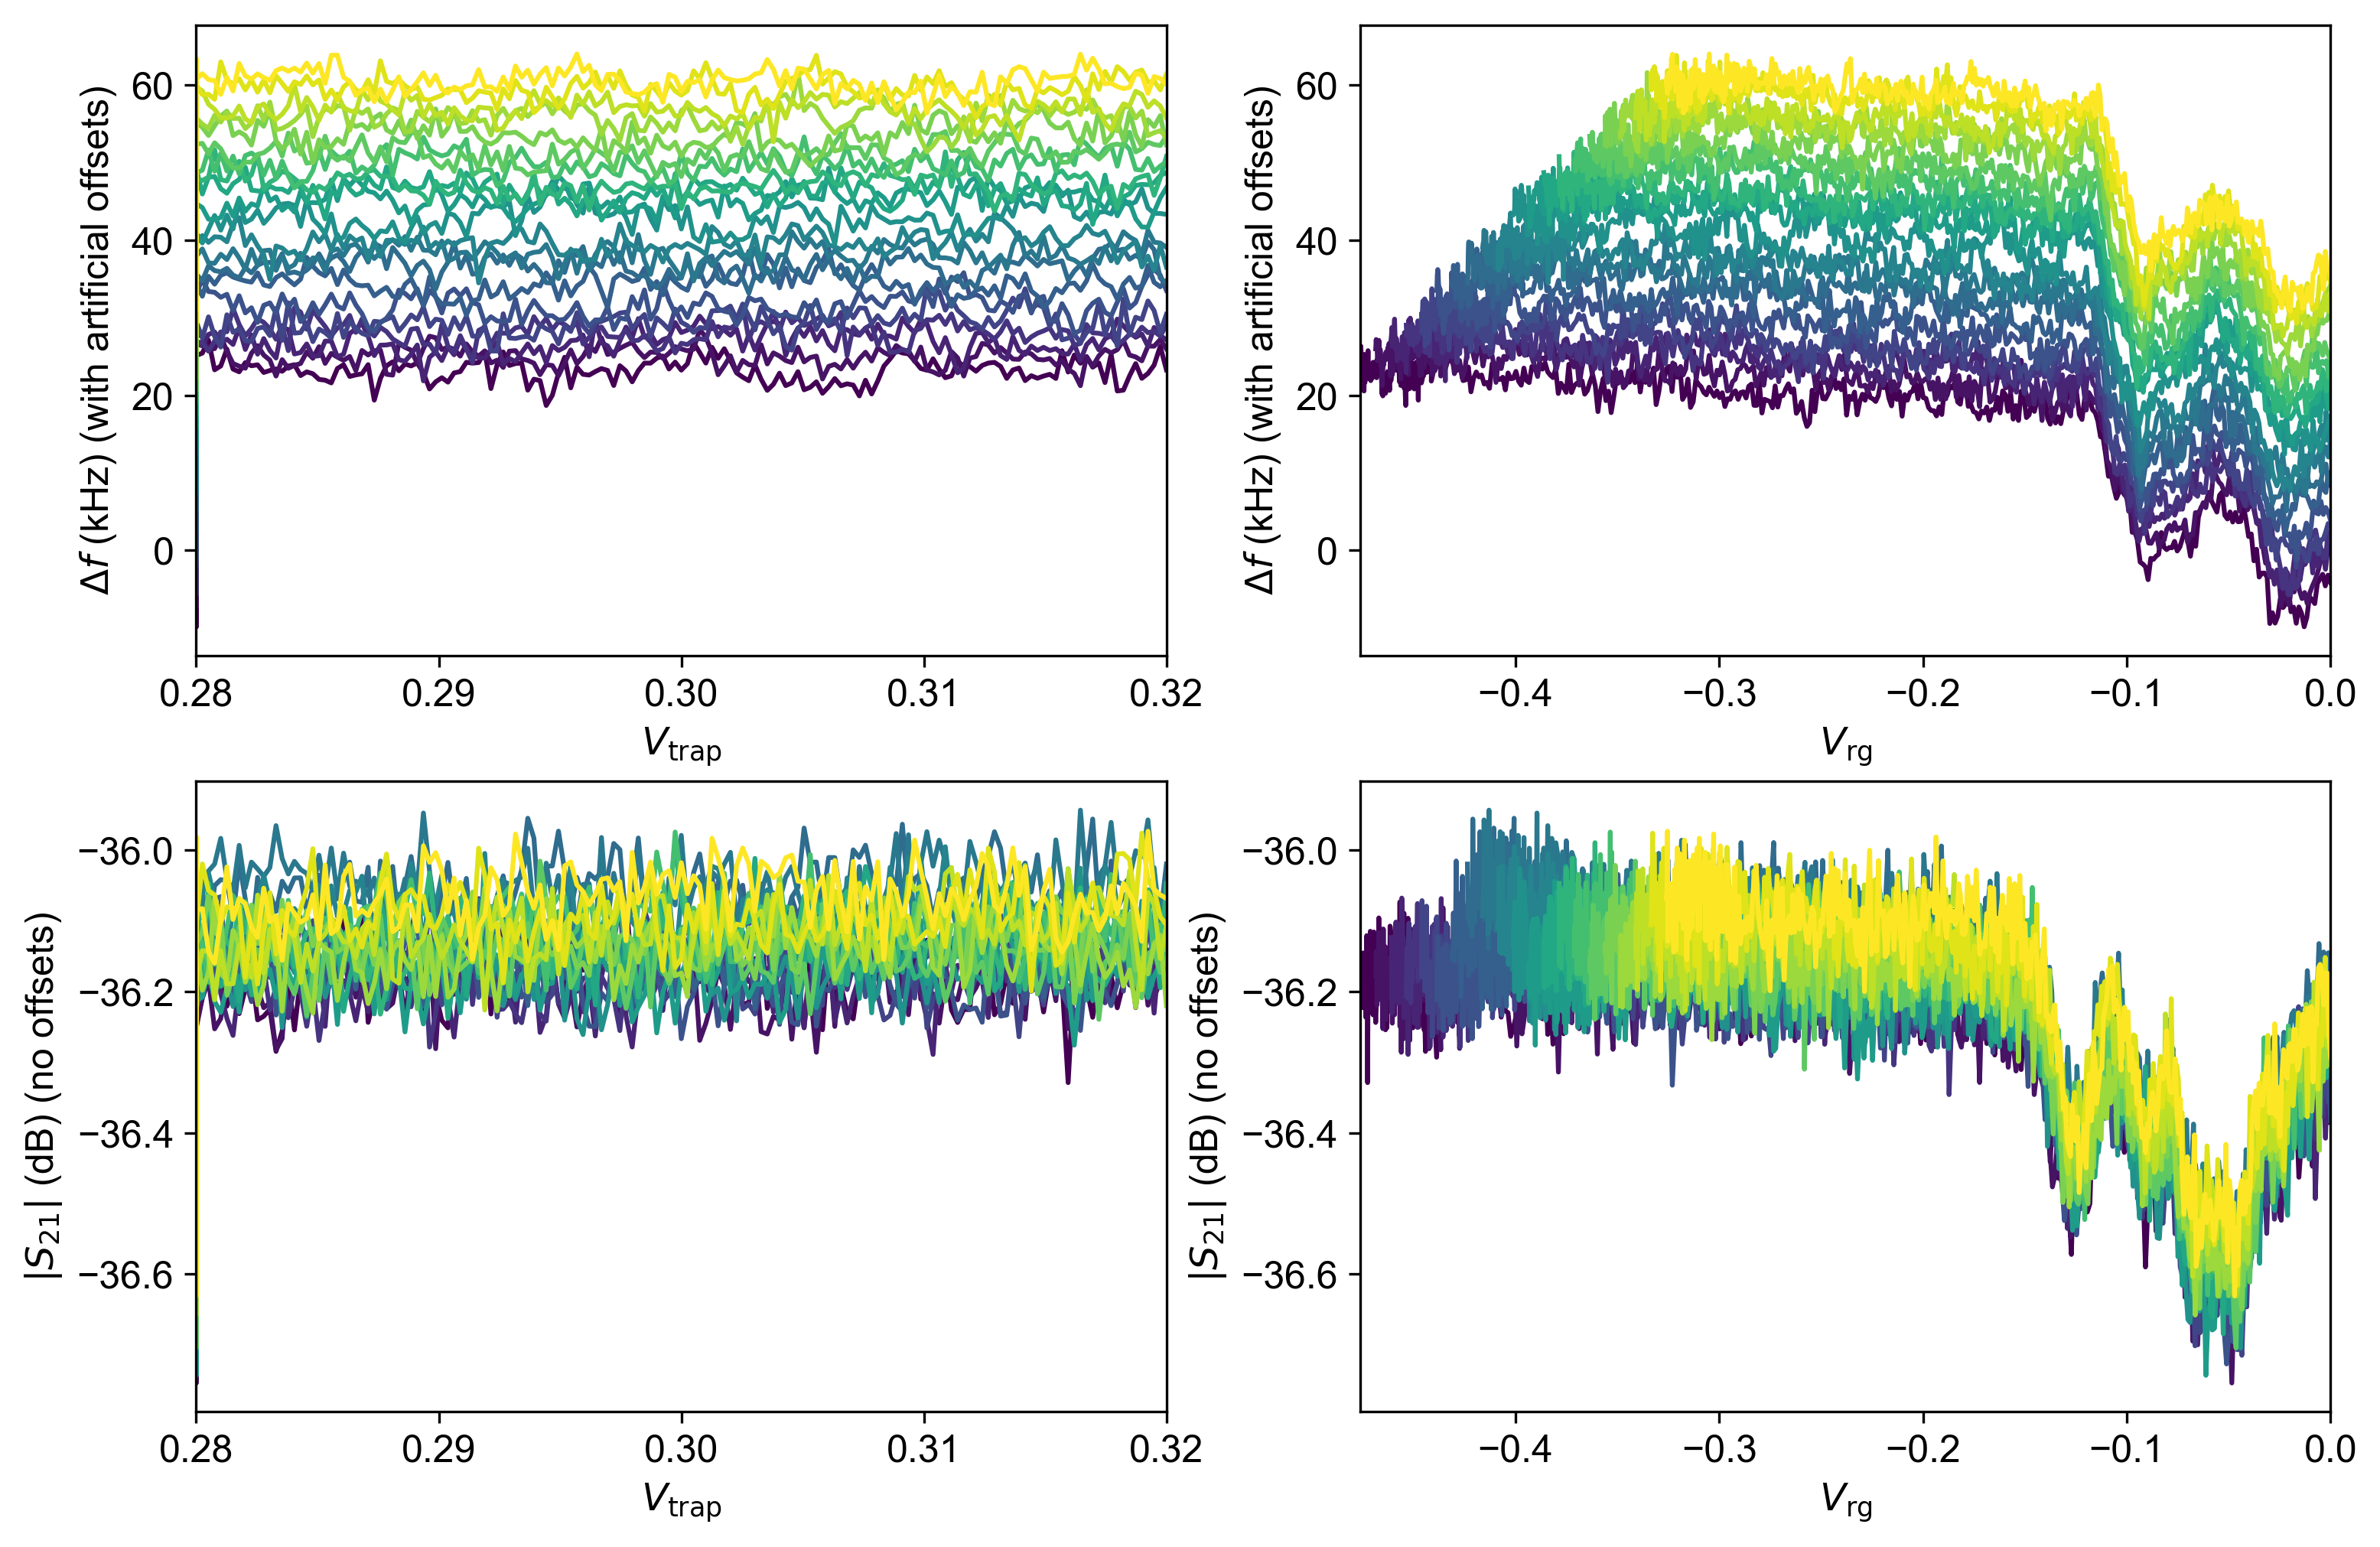 Δf (kHz) (with artificial offsets)
60
40
20
0
0.28 0.29 0.30 0.31 0.32
V_trap
Δf (kHz) (with artificial offsets)
60
40
20
0
−0.4 −0.3 −0.2 −0.1 0.0
V_rg
|S_21| (dB) (no offsets)
−36.0
−36.2
−36.4
−36.6
0.28 0.29 0.30 0.31 0.32
V_trap
|S_21| (dB) (no offsets)
−36.0
−36.2
−36.4
−36.6
−0.4 −0.3 −0.2 −0.1 0.0
V_rg